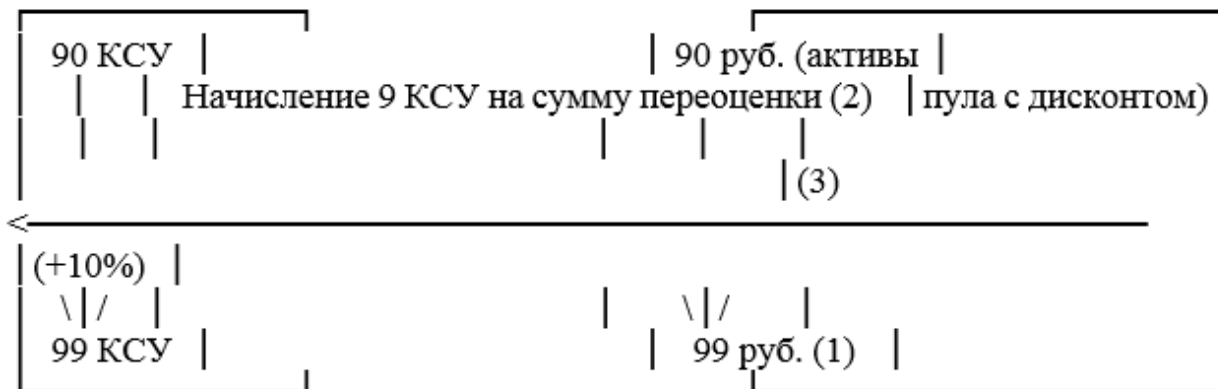 90 КСУ 90 руб. (активы
Начисление 9 КСУ на сумму переоценки (2) пула с дисконтом)
(3)
(+10%)
99 КСУ 99 руб. (1)